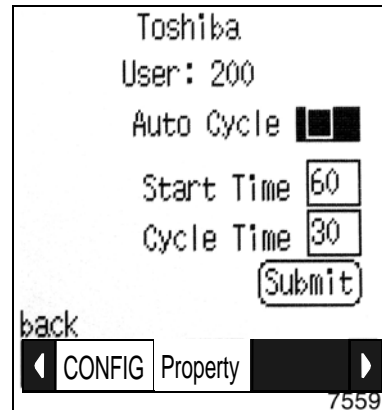 Toshiba
User: 200
Auto Cycle
Start Time 60
Cycle Time 30
Submit
back
CONFIG Property
7559